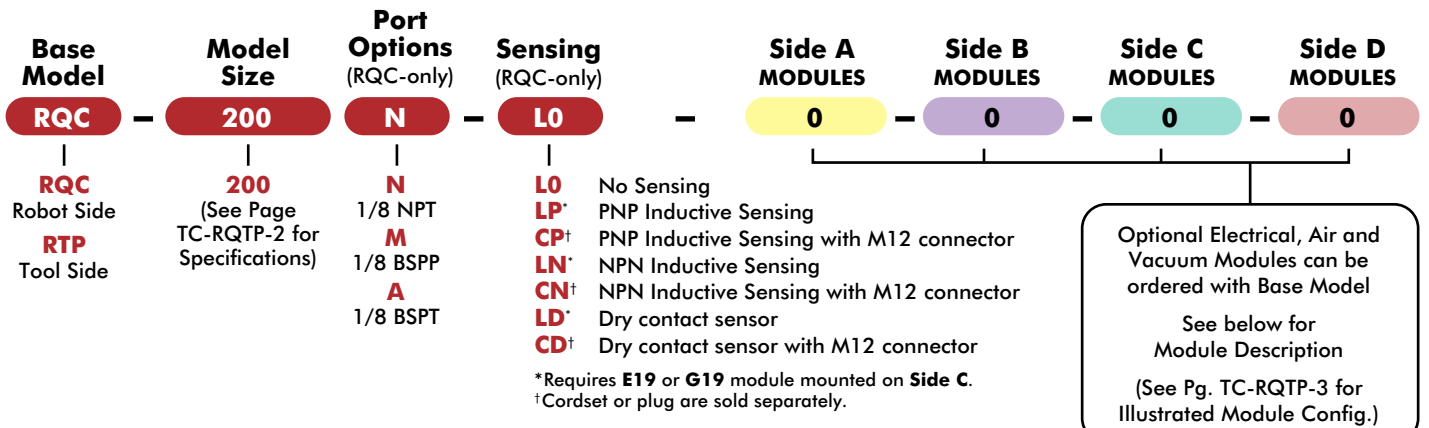 Base Model
Model Size
Port Options
(RQC-only)
Sensing
(RQC-only)
Side A
MODULES
Side B
MODULES
Side C
MODULES
Side D
MODULES
RQC – 200 N – L0 – 0 – 0 – 0 – 0
RQC
Robot Side
RTP
Tool Side
200
(See Page
TC-RQTP-2 for
Specifications)
N
1/8 NPT
M
1/8 BSPP
A
1/8 BSPT
L0 No Sensing
LP* PNP Inductive Sensing
CP† PNP Inductive Sensing with M12 connector
LN* NPN Inductive Sensing
CN† NPN Inductive Sensing with M12 connector
LD* Dry contact sensor
CD† Dry contact sensor with M12 connector
*Requires E19 or G19 module mounted on Side C.
†Cordset or plug are sold separately.
Optional Electrical, Air and
Vacuum Modules can be
ordered with Base Model
See below for
Module Description
(See Pg. TC-RQTP-3 for
Illustrated Module Config.)